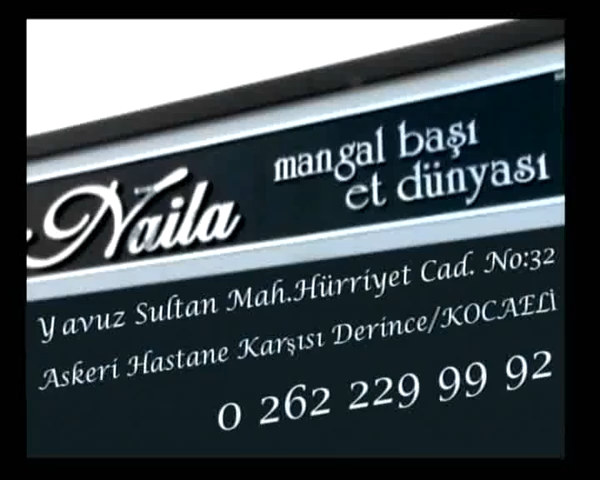 Naila
mangal başı
et dünyası
Yavuz Sultan Mah.Hürriyet Cad. No:32
Askeri Hastane Karşısı Derince/KOCAELİ
0 262 229 99 92